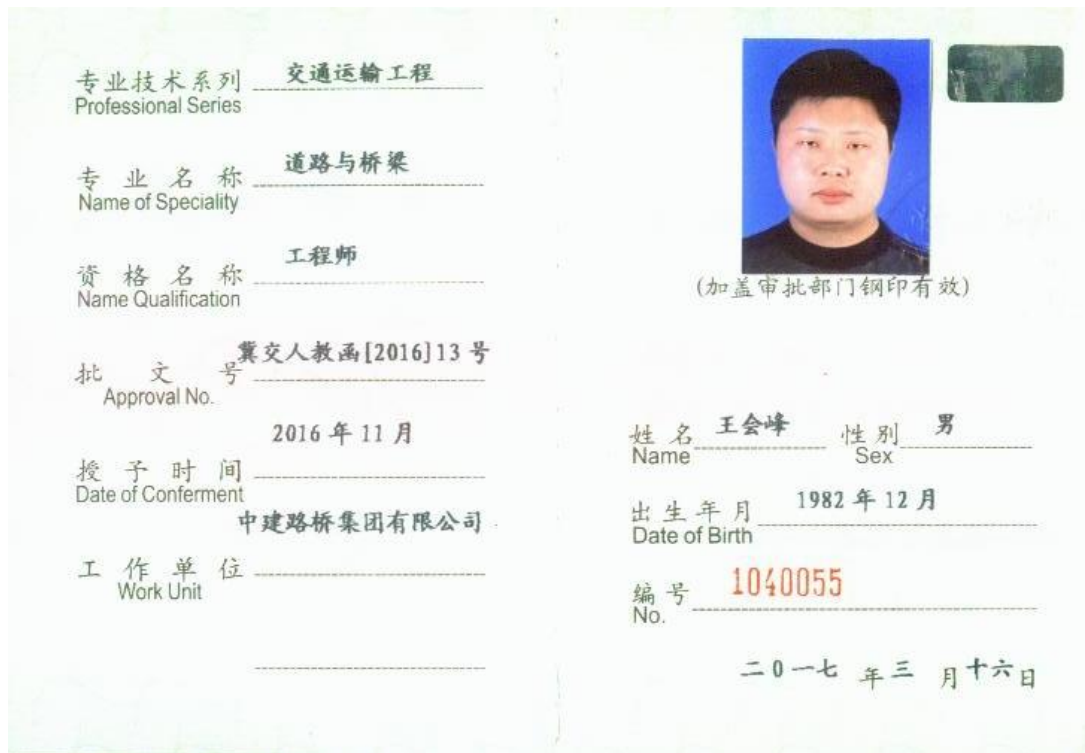 专业技术系列 交通运输工程
Professional Series
专业名称 道路与桥梁
Name of Speciality
资格名称 工程师
Name Qualification
批文号 冀交人教函[2016]13号
Approval No.
2016年11月
授予时间
Date of Conferment
中建路桥集团有限公司
工作单位
Work Unit
(加盖审批部门钢印有效)
姓名 王会峰 性别 男
Name Sex
出生年月 1982年12月
Date of Birth
编号 1040055
No.
二0一七年三月十六日